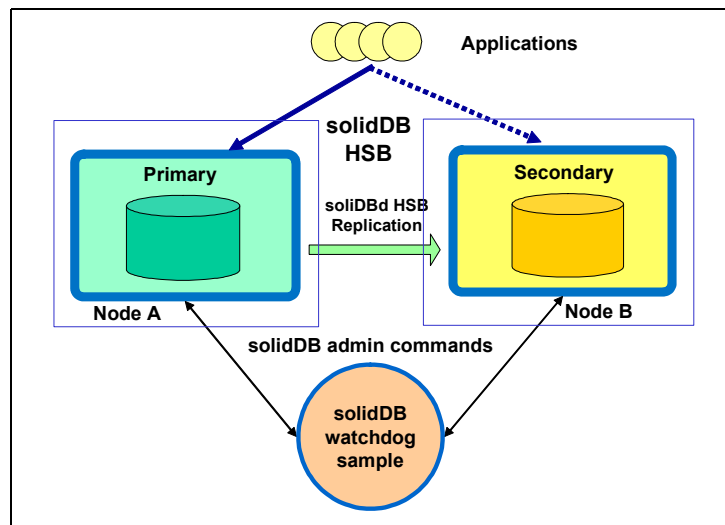 Applications
solidDB
HSB
Primary
Secondary
soliDBd HSB
Replication
Node A
Node B
solidDB admin commands
solidDB
watchdog
sample